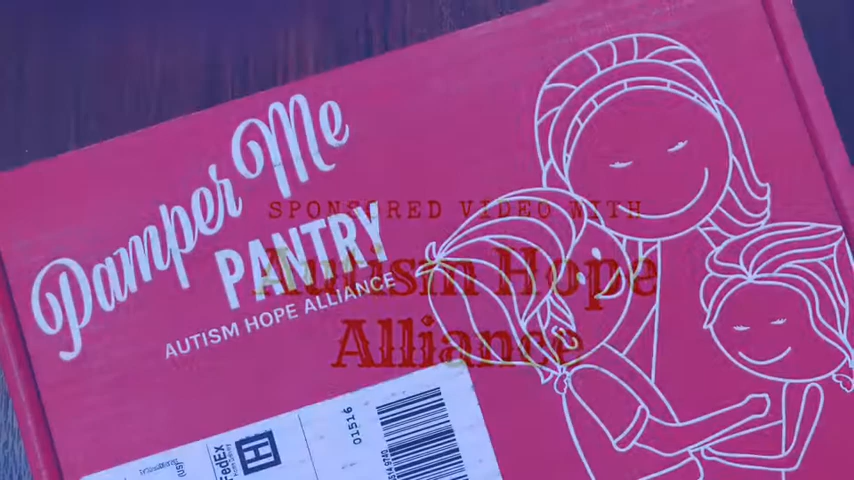 Pamper Me
PANTRY
AUTISM HOPE ALLIANCE
SPONSORED VIDEO WITH
Autism Hope
Alliance
FedEx
H
01516